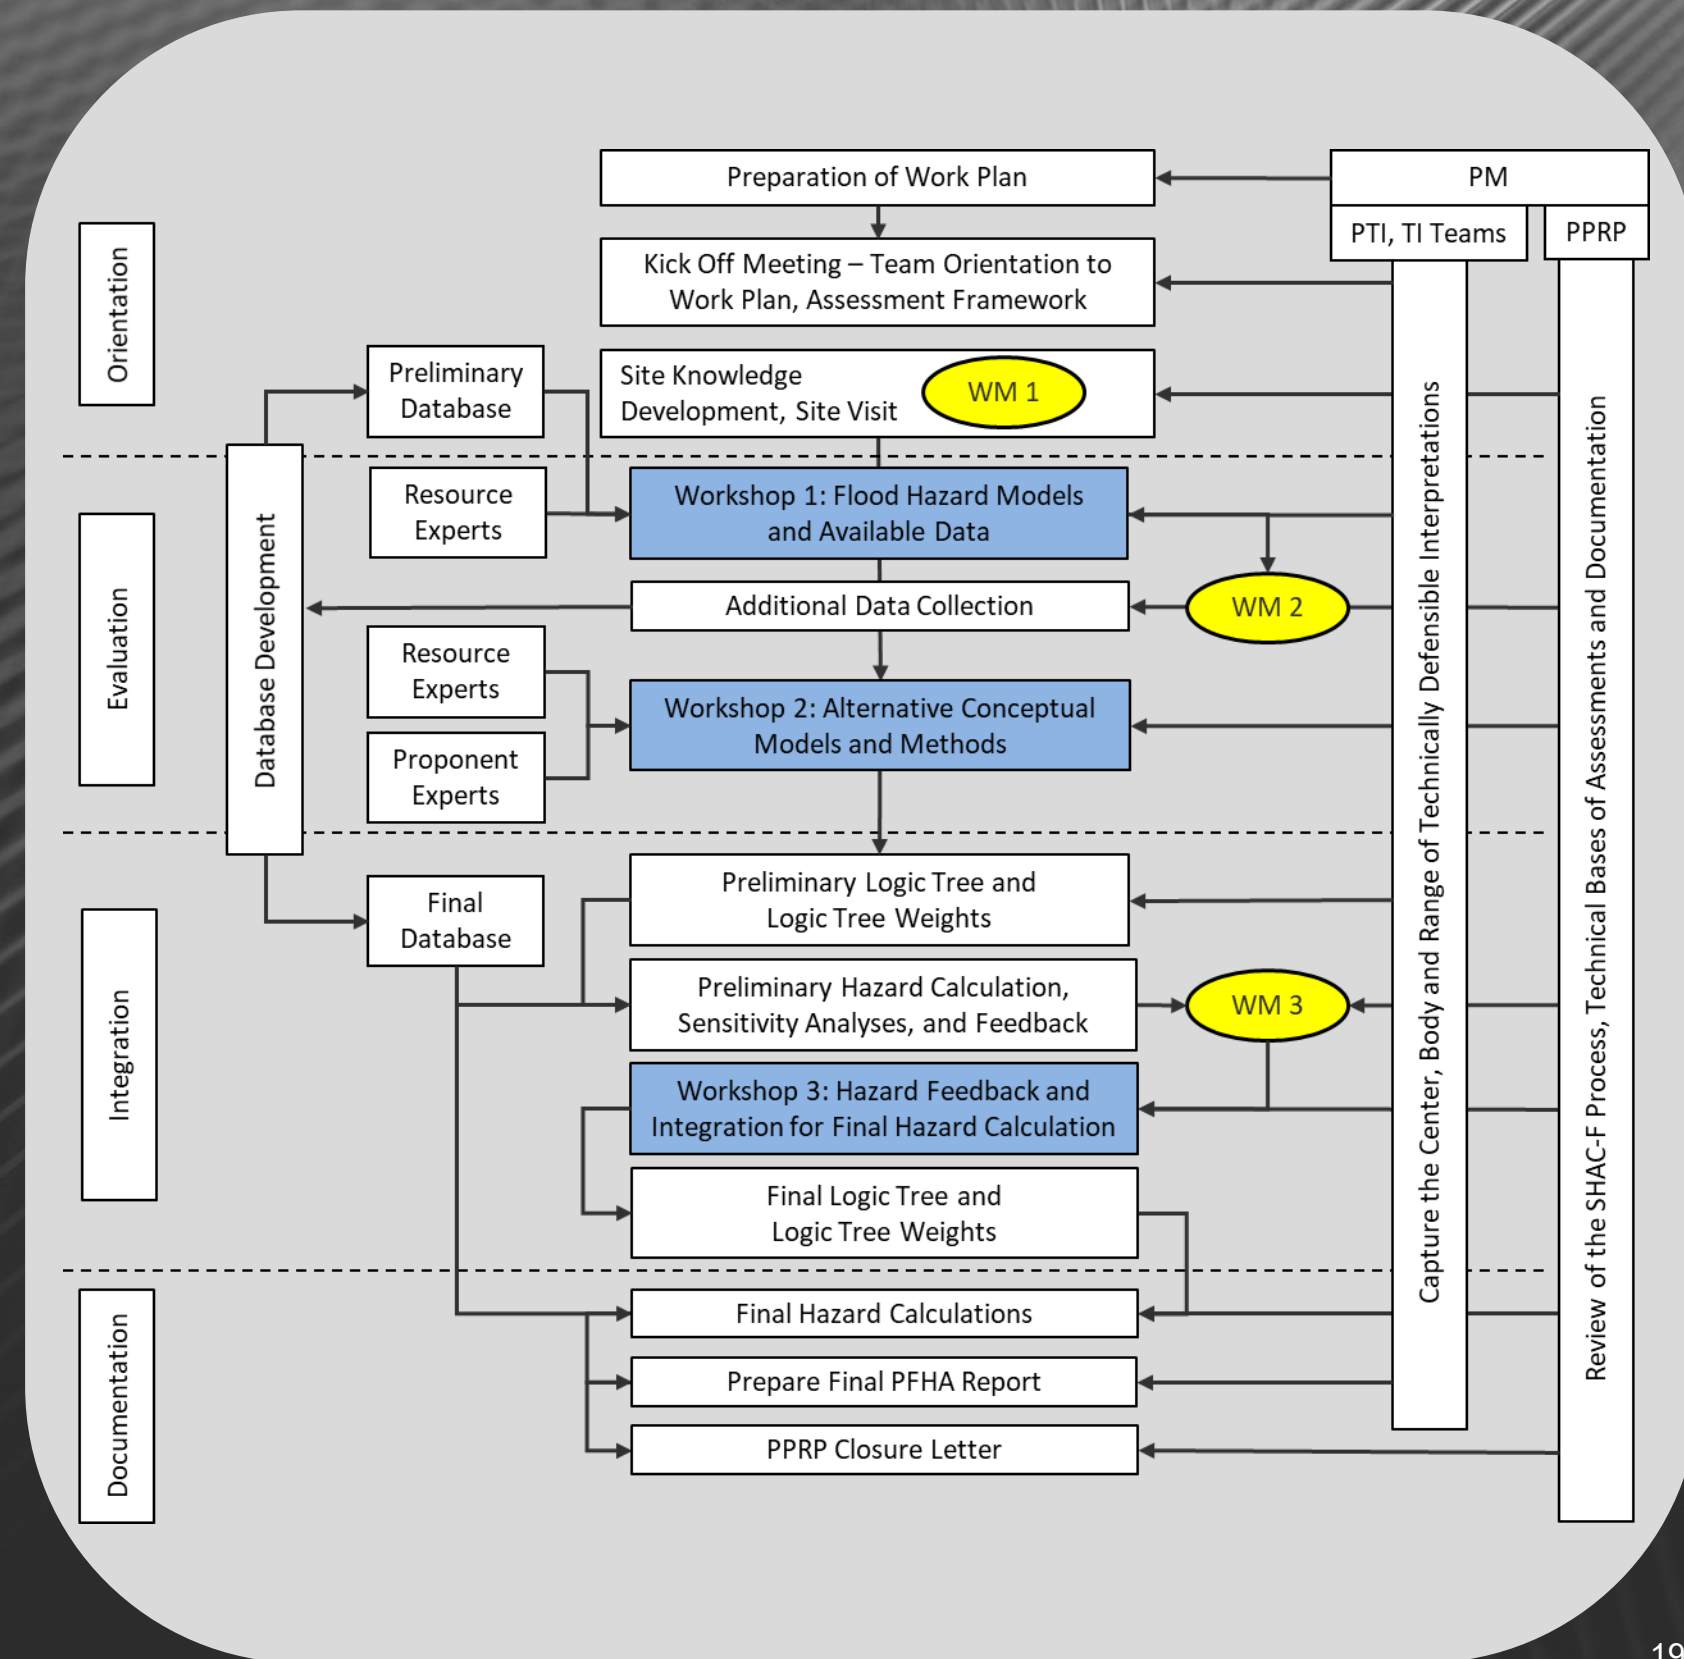 Preparation of Work Plan
PM
PTI, TI Teams
PPRP
Orientation
Kick Off Meeting – Team Orientation to
Work Plan, Assessment Framework
Preliminary
Database
Site Knowledge
Development, Site Visit
WM 1
Evaluation
Database Development
Resource
Experts
Workshop 1: Flood Hazard Models
and Available Data
Additional Data Collection
WM 2
Resource
Experts
Proponent
Experts
Workshop 2: Alternative Conceptual
Models and Methods
Capture the Center, Body and Range of Technically Defensible Interpretations
Review of the SHAC-F Process, Technical Bases of Assessments and Documentation
Integration
Final
Database
Preliminary Logic Tree and
Logic Tree Weights
Preliminary Hazard Calculation,
Sensitivity Analyses, and Feedback
WM 3
Workshop 3: Hazard Feedback and
Integration for Final Hazard Calculation
Final Logic Tree and
Logic Tree Weights
Documentation
Final Hazard Calculations
Prepare Final PFHA Report
PPRP Closure Letter
19